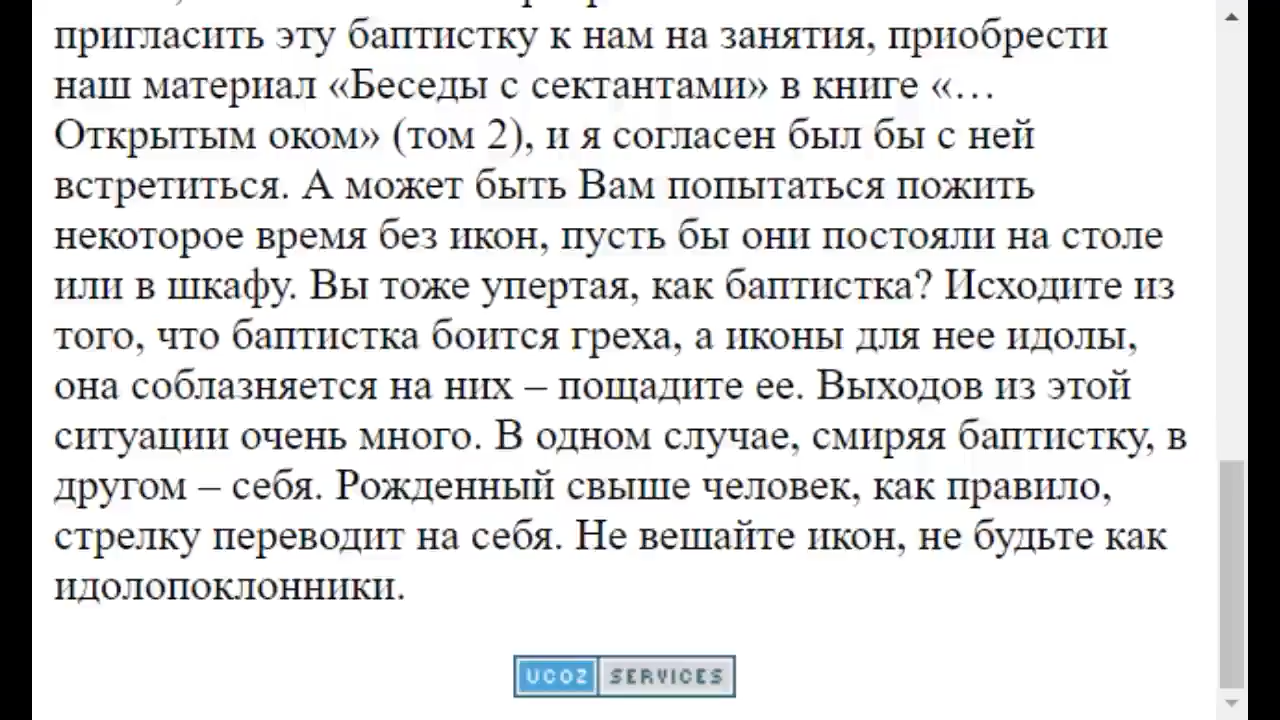 пригласить эту баптистку к нам на занятия, приобрести
наш материал «Беседы с сектантами» в книге «…
Открытым оком» (том 2), и я согласен был бы с ней
встретиться. А может быть Вам попытаться пожить
некоторое время без икон, пусть бы они постояли на столе
или в шкафу. Вы тоже упертая, как баптистка? Исходите из
того, что баптистка боится греха, а иконы для нее идолы,
она соблазняется на них – пощадите ее. Выходов из этой
ситуации очень много. В одном случае, смиряя баптистку, в
другом – себя. Рожденный свыше человек, как правило,
стрелку переводит на себя. Не вешайте икон, не будьте как
идолопоклонники.
UCOZ SERVICES